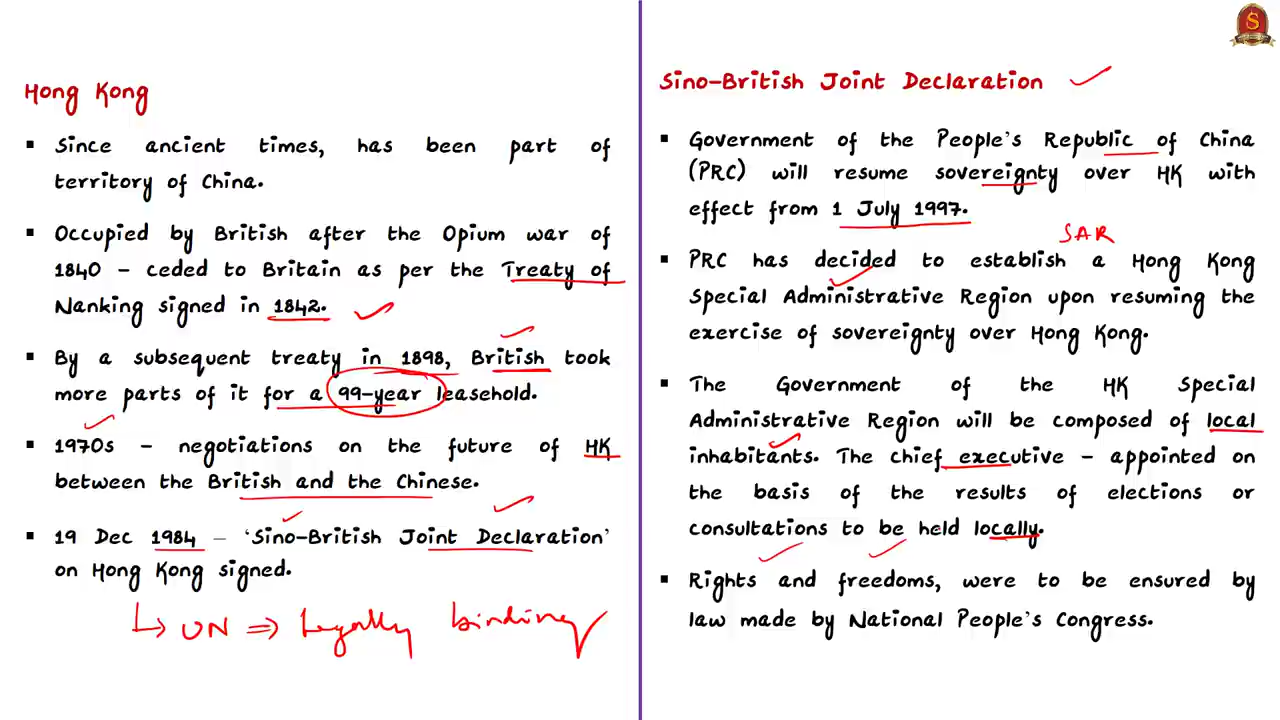 Hong Kong
▪ Since ancient times, has been part of
territory of China.
▪ Occupied by British after the Opium war of
1840 – ceded to Britain as per the Treaty of
Nanking signed in 1842.
▪ By a subsequent treaty in 1898, British took
more parts of it for a 99-year leasehold.
▪ 1970s – negotiations on the future of HK
between the British and the Chinese.
▪ 19 Dec 1984 – ‘Sino-British Joint Declaration’
on Hong Kong signed.
↳ UN ⇒ Legally binding
S
Sino-British Joint Declaration
▪ Government of the People's Republic of China
(PRC) will resume sovereignty over HK with
effect from 1 July 1997.
SAR
▪ PRC has decided to establish a Hong Kong
Special Administrative Region upon resuming the
exercise of sovereignty over Hong Kong.
▪ The Government of the HK Special
Administrative Region will be composed of local
inhabitants. The chief executive – appointed on
the basis of the results of elections or
consultations to be held locally.
▪ Rights and freedoms, were to be ensured by
law made by National People's Congress.